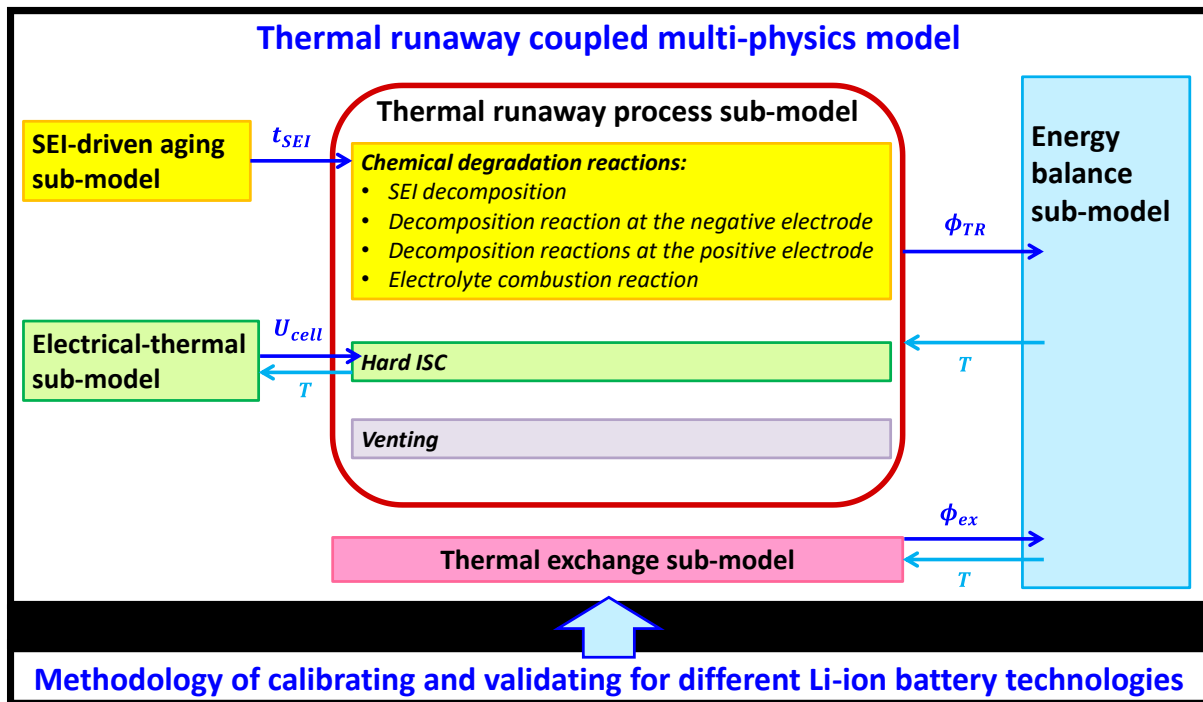 Thermal runaway coupled multi-physics model
Thermal runaway process sub-model
SEI-driven aging
sub-model
t_SEI
Chemical degradation reactions:
• SEI decomposition
• Decomposition reaction at the negative electrode
• Decomposition reactions at the positive electrode
• Electrolyte combustion reaction
Energy
balance
sub-model
ϕ_TR
Electrical-thermal
sub-model
U_cell
T
Hard ISC
T
Venting
Thermal exchange sub-model
ϕ_ex
T
Methodology of calibrating and validating for different Li-ion battery technologies